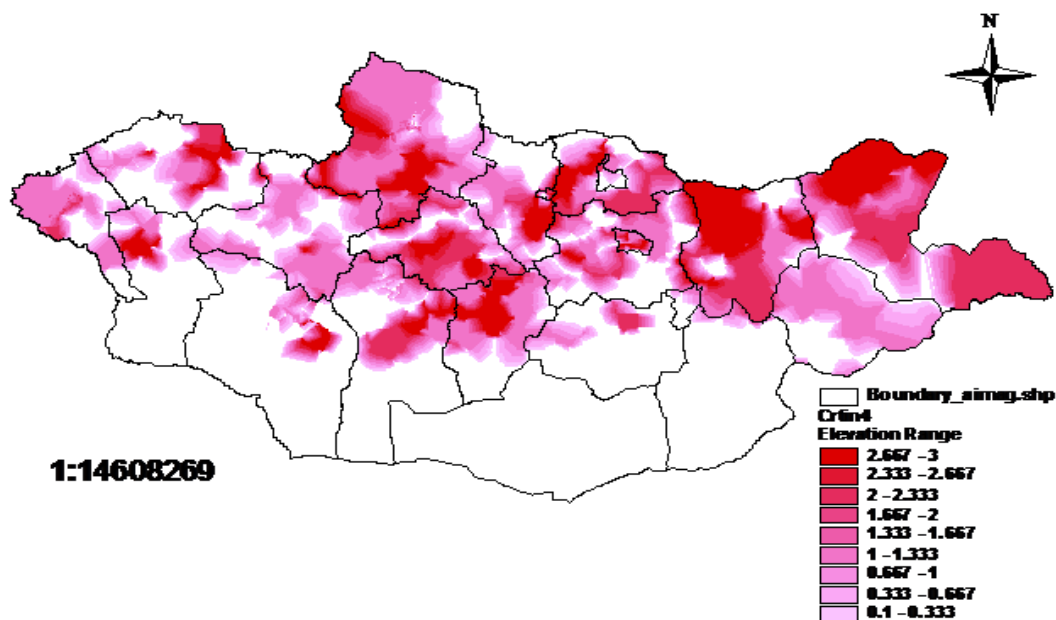 N
Boundary_aimag.shp
Crtin4
Elevation Range
2.667 - 3
2.333 - 2.667
2 - 2.333
1.667 - 2
1.333 - 1.667
1 - 1.333
0.667 - 1
0.333 - 0.667
0.1 - 0.333
1:14608269